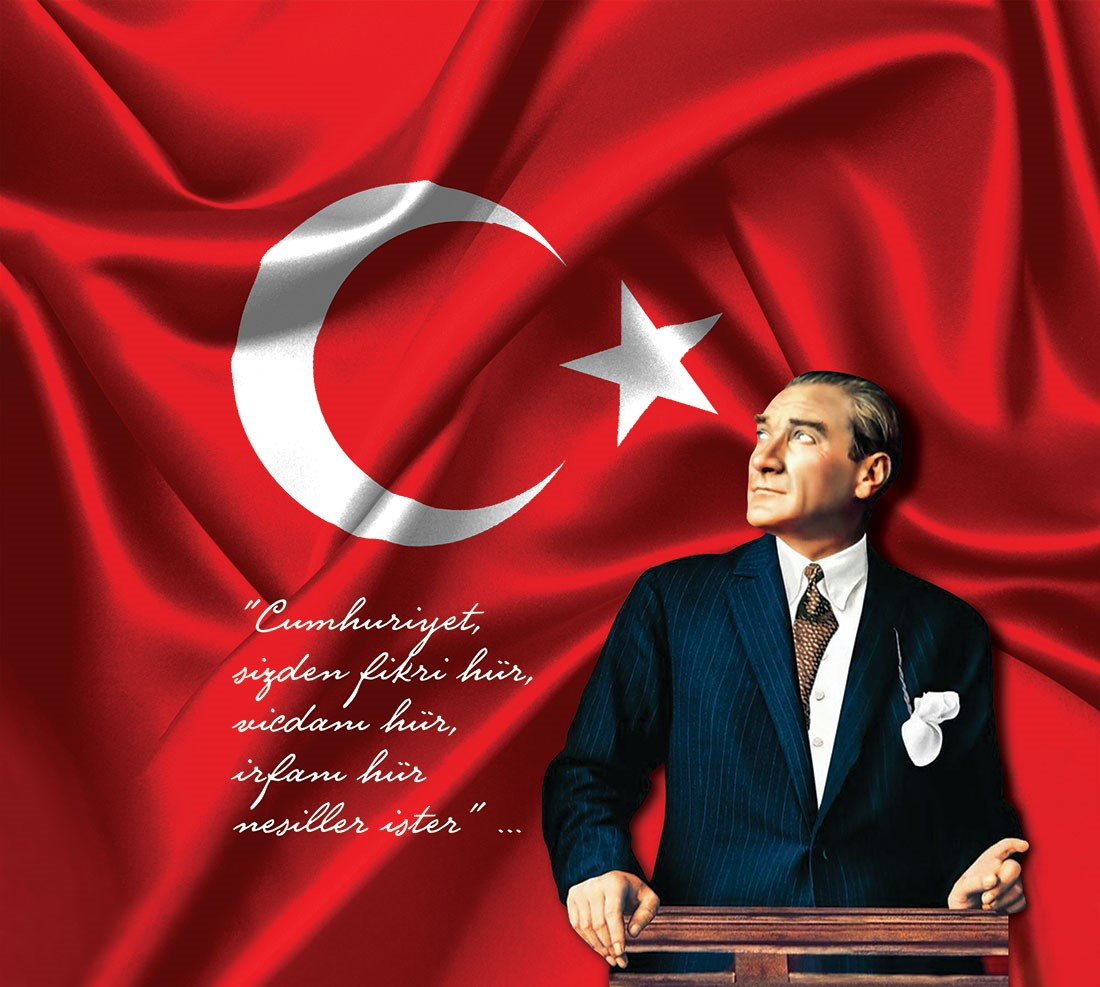 "Cumhuriyet,
sizden fikri hür,
vicdanı hür,
irfanı hür
nesiller ister" ...